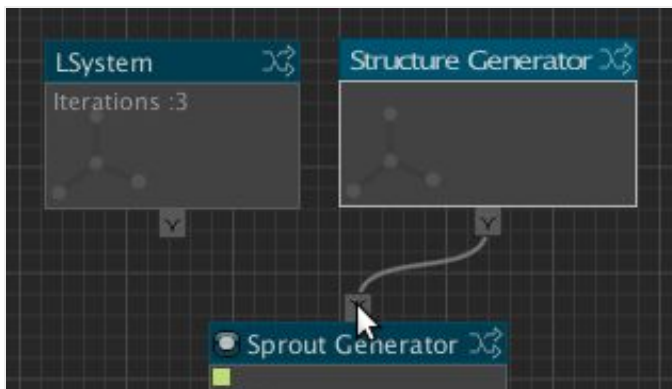 LSystem
Structure Generator
Iterations :3
Sprout Generator